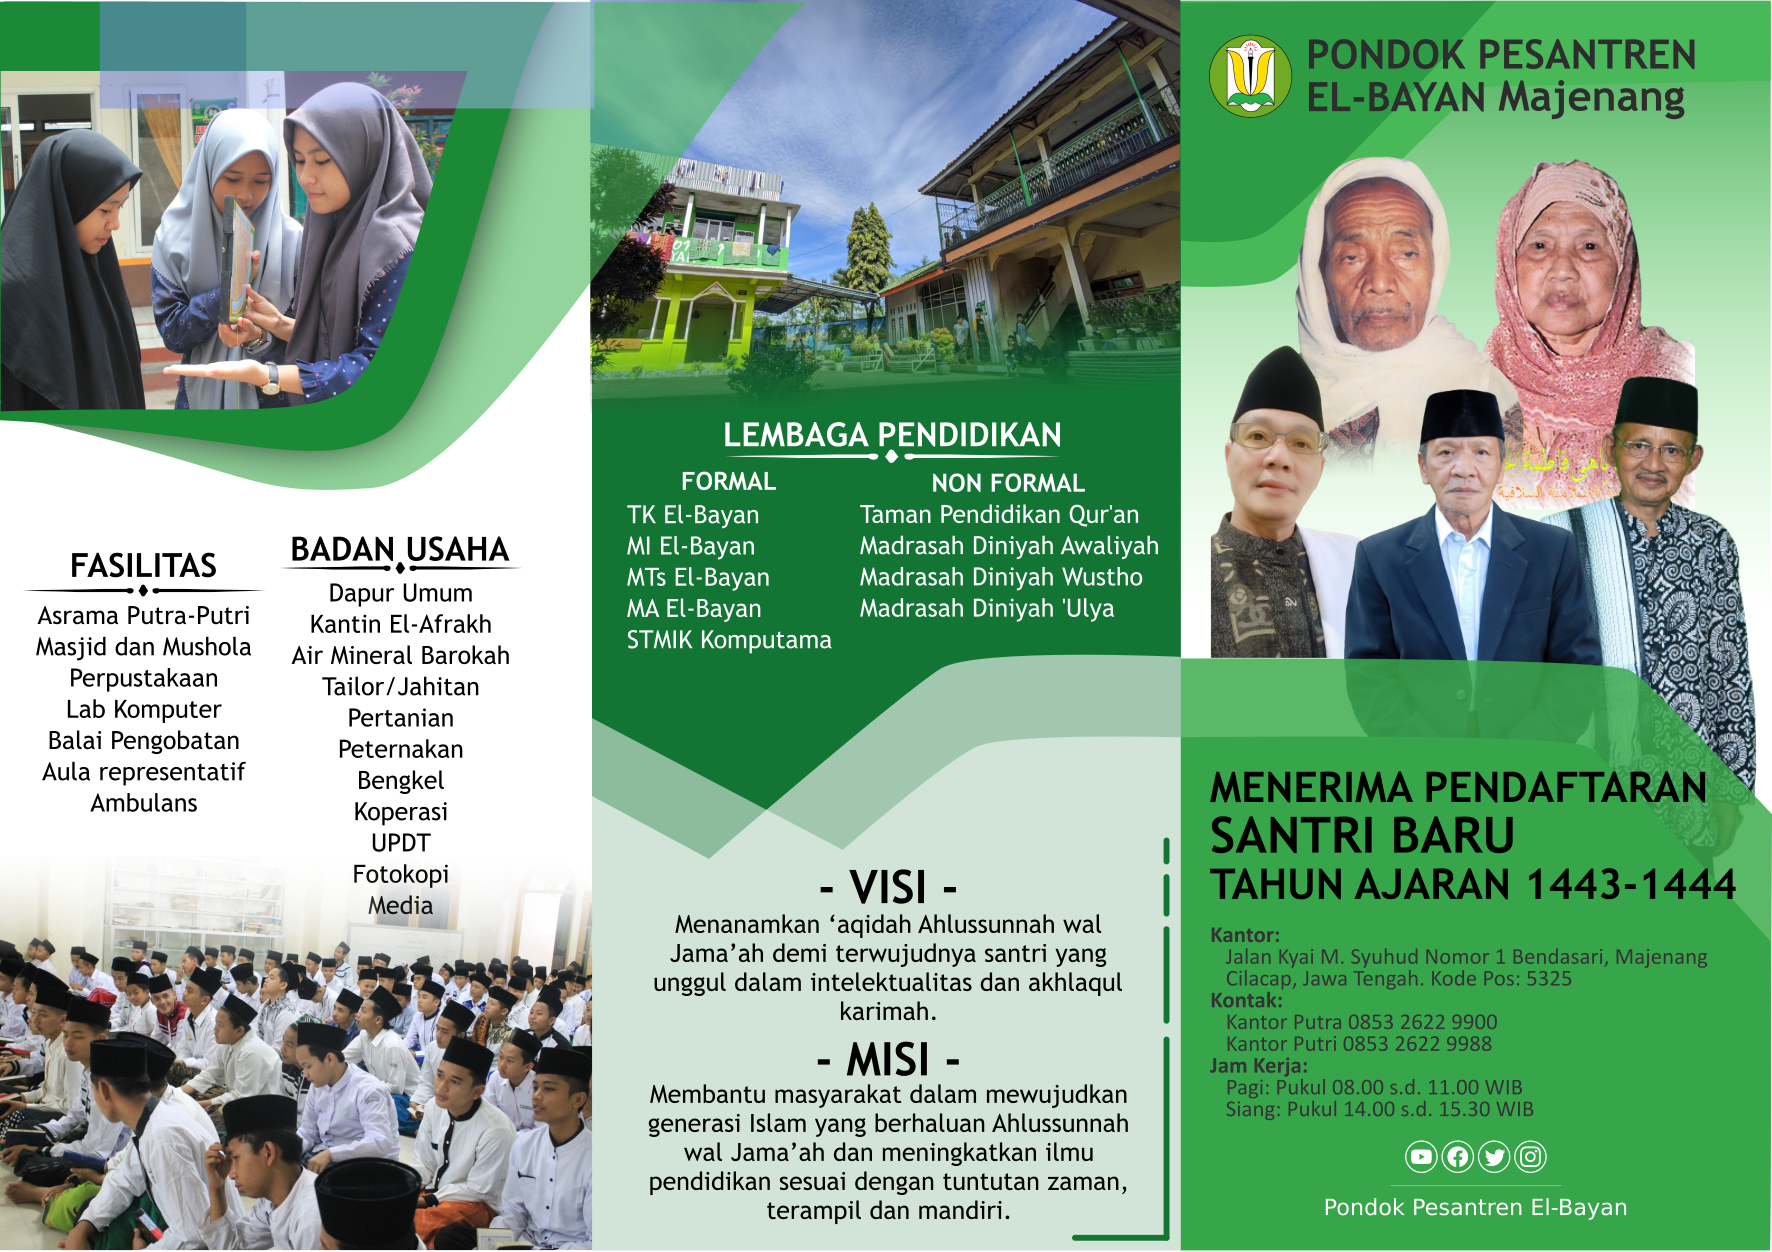 FASILITAS
Asrama Putra-Putri
Masjid dan Mushola
Perpustakaan
Lab Komputer
Balai Pengobatan
Aula representatif
Ambulans
BADAN USAHA
Dapur Umum
Kantin El-Afrakh
Air Mineral Barokah
Tailor/Jahitan
Pertanian
Peternakan
Bengkel
Koperasi
UPDT
Fotokopi
Media
LEMBAGA PENDIDIKAN
FORMAL
TK El-Bayan
MI El-Bayan
MTs El-Bayan
MA El-Bayan
STMIK Komputama
NON FORMAL
Taman Pendidikan Qur'an
Madrasah Diniyah Awaliyah
Madrasah Diniyah Wustho
Madrasah Diniyah 'Ulya
- VISI -
Menanamkan ‘aqidah Ahlussunnah wal
Jama’ah demi terwujudnya santri yang
unggul dalam intelektualitas dan akhlaqul
karimah.
- MISI -
Membantu masyarakat dalam mewujudkan
generasi Islam yang berhaluan Ahlussunnah
wal Jama’ah dan meningkatkan ilmu
pendidikan sesuai dengan tuntutan zaman,
terampil dan mandiri.
PONDOK PESANTREN
EL-BAYAN Majenang
MENERIMA PENDAFTARAN
SANTRI BARU
TAHUN AJARAN 1443-1444
Kantor:
Jalan Kyai M. Syuhud Nomor 1 Bendasari, Majenang
Cilacap, Jawa Tengah. Kode Pos: 5325
Kontak:
Kantor Putra 0853 2622 9900
Kantor Putri 0853 2622 9988
Jam Kerja:
Pagi: Pukul 08.00 s.d. 11.00 WIB
Siang: Pukul 14.00 s.d. 15.30 WIB
Pondok Pesantren El-Bayan